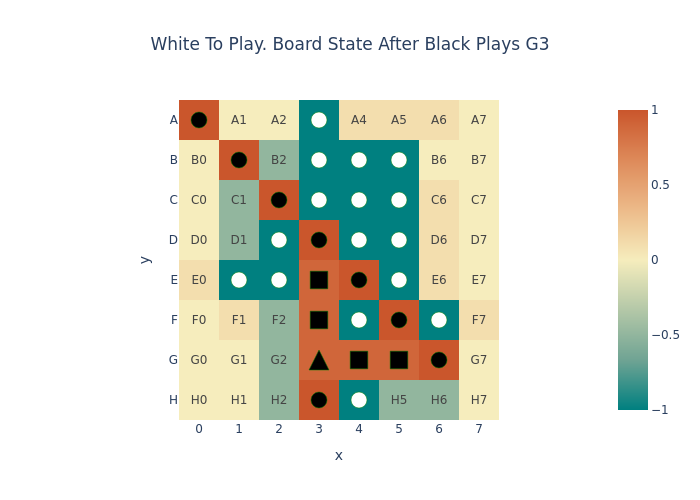 White To Play. Board State After Black Plays G3
A A1 A2 A4 A5 A6 A7
B B0 B2 B6 B7
C C0 C1 C6 C7
D D0 D1 D6 D7
y
E E0 E6 E7
F F0 F1 F2 F7
G G0 G1 G2 G7
H H0 H1 H2 H5 H6 H7
0 1 2 3 4 5 6 7
x
1
0.5
0
−0.5
−1